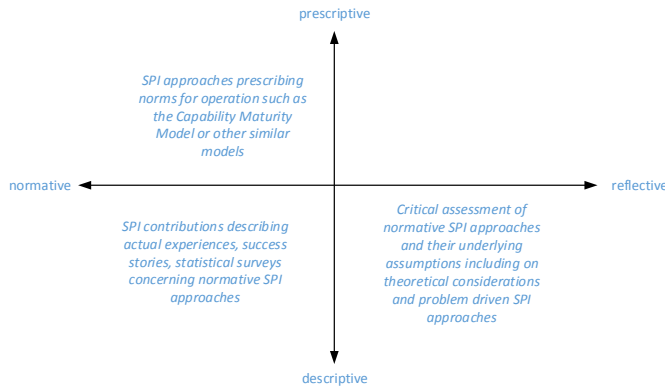 prescriptive
SPI approaches prescribing
norms for operation such as
the Capability Maturity
Model or other similar
models
normative
reflective
SPI contributions describing
actual experiences, success
stories, statistical surveys
concerning normative SPI
approaches
Critical assessment of
normative SPI approaches
and their underlying
assumptions including on
theoretical considerations
and problem driven SPI
approaches
descriptive